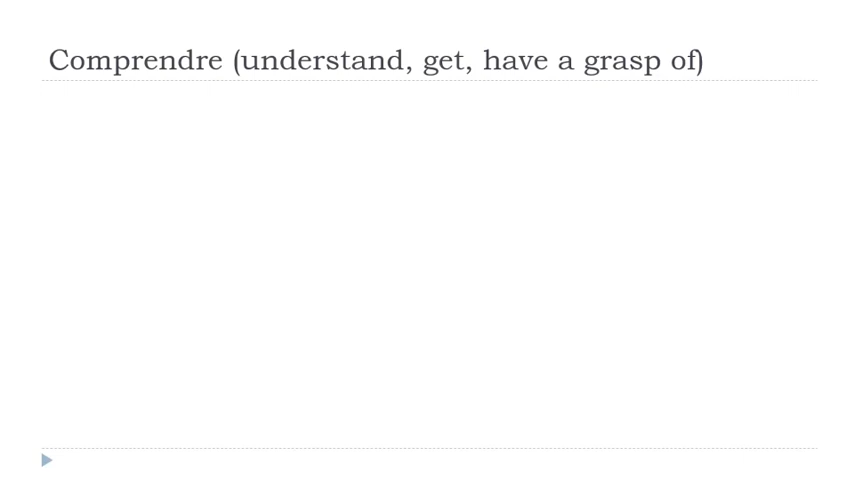 Comprendre (understand, get, have a grasp of)